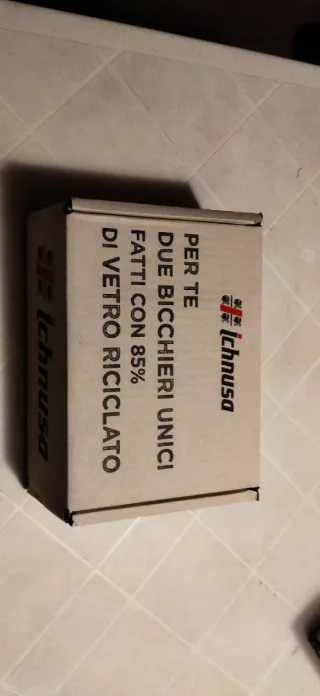 ichnusa
PER TE
DUE BICCHIERI UNICI
FATTI CON 85%
DI VETRO RICICLATO
ichnusa